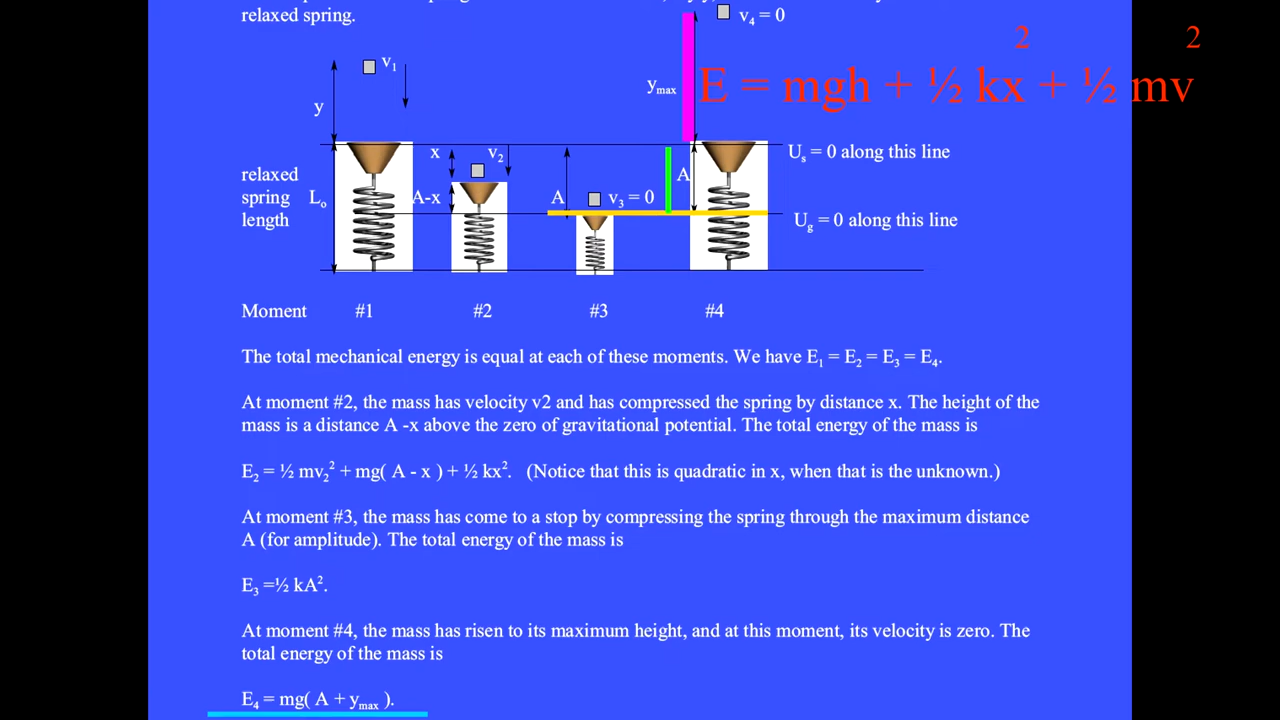 relaxed spring.
v₄ = 0
2 2
v₁
E = mgh + ½ kx + ½ mv
yₘₐₓ
y
x v₂ Uₛ = 0 along this line
relaxed A
spring Lₒ A-x A v₃ = 0
length U_g = 0 along this line
Moment #1 #2 #3 #4
The total mechanical energy is equal at each of these moments. We have E₁ = E₂ = E₃ = E₄.
At moment #2, the mass has velocity v2 and has compressed the spring by distance x. The height of the
mass is a distance A -x above the zero of gravitational potential. The total energy of the mass is
E₂ = ½ mv₂² + mg( A - x ) + ½ kx². (Notice that this is quadratic in x, when that is the unknown.)
At moment #3, the mass has come to a stop by compressing the spring through the maximum distance
A (for amplitude). The total energy of the mass is
E₃ =½ kA².
At moment #4, the mass has risen to its maximum height, and at this moment, its velocity is zero. The
total energy of the mass is
E₄ = mg( A + yₘₐₓ ).